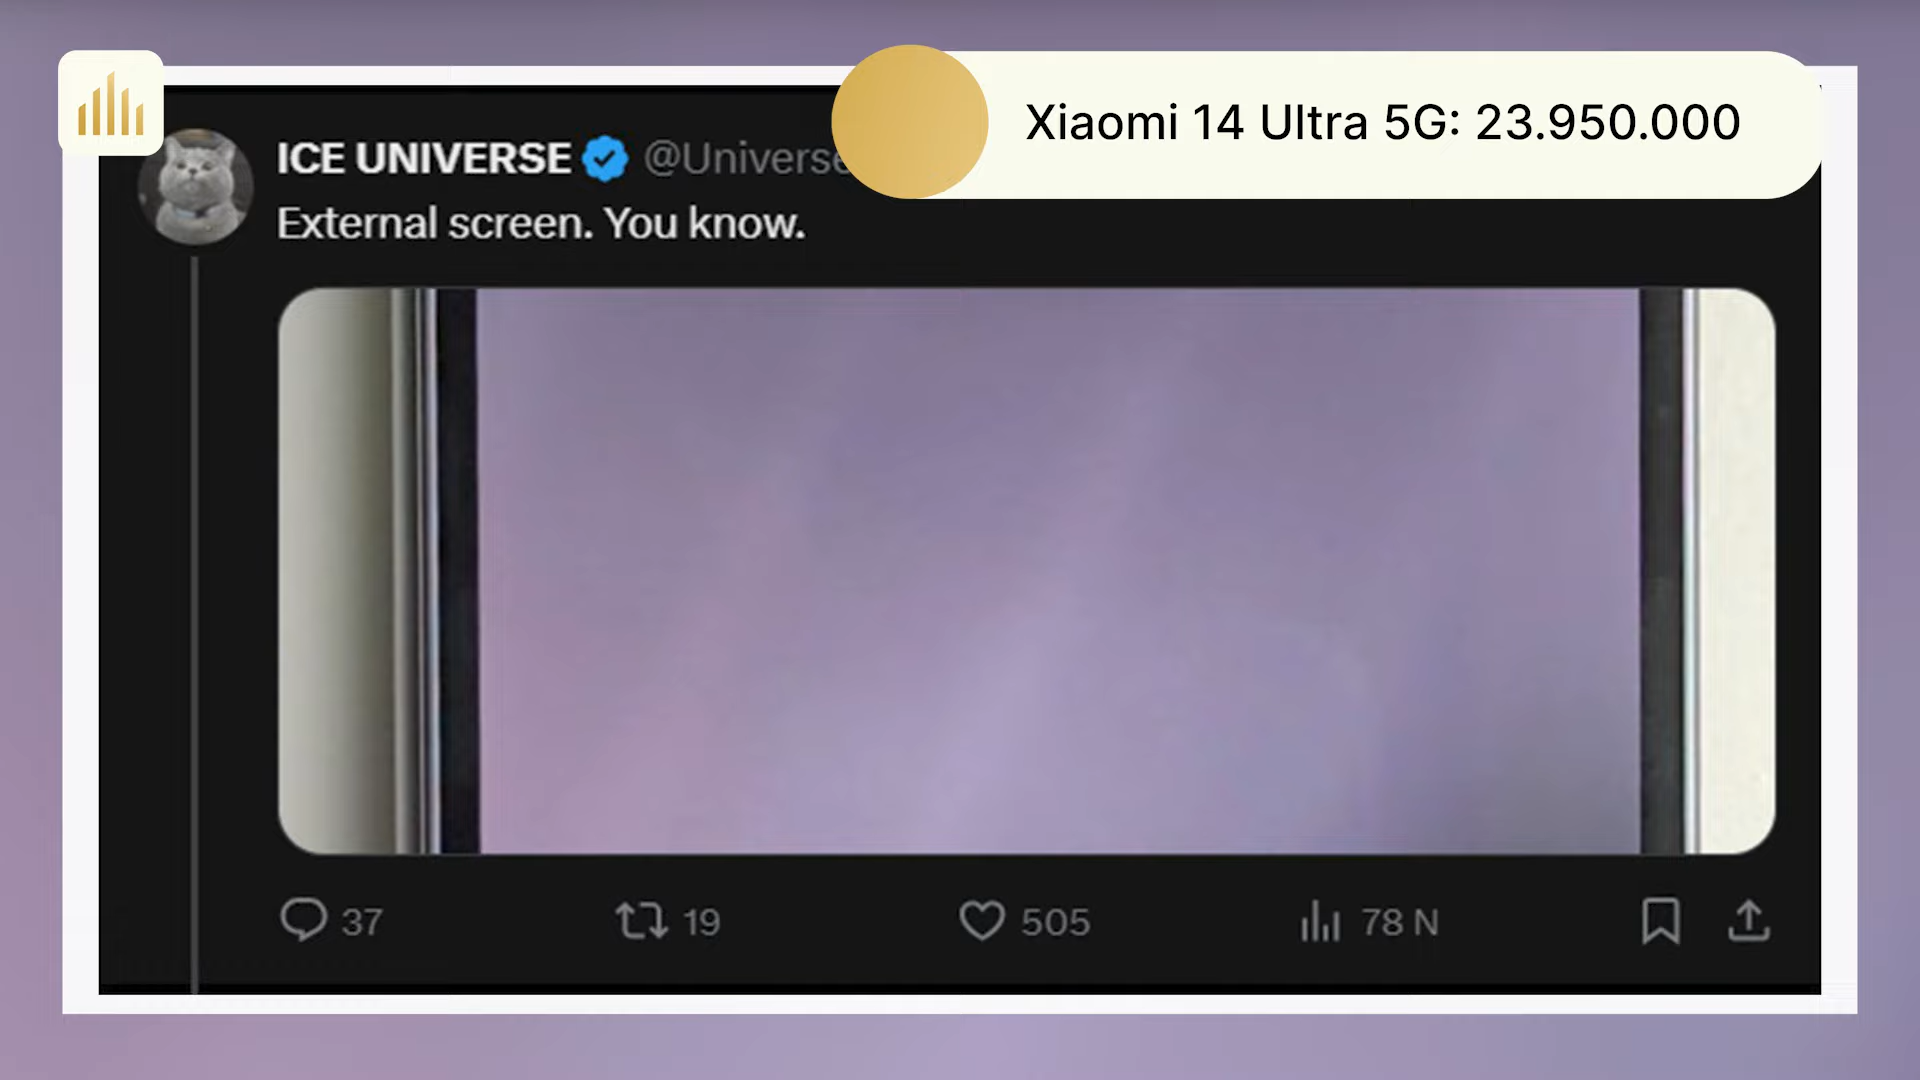 Xiaomi 14 Ultra 5G: 23.950.000
ICE UNIVERSE @Universe
External screen. You know.
37 19 505 78 N